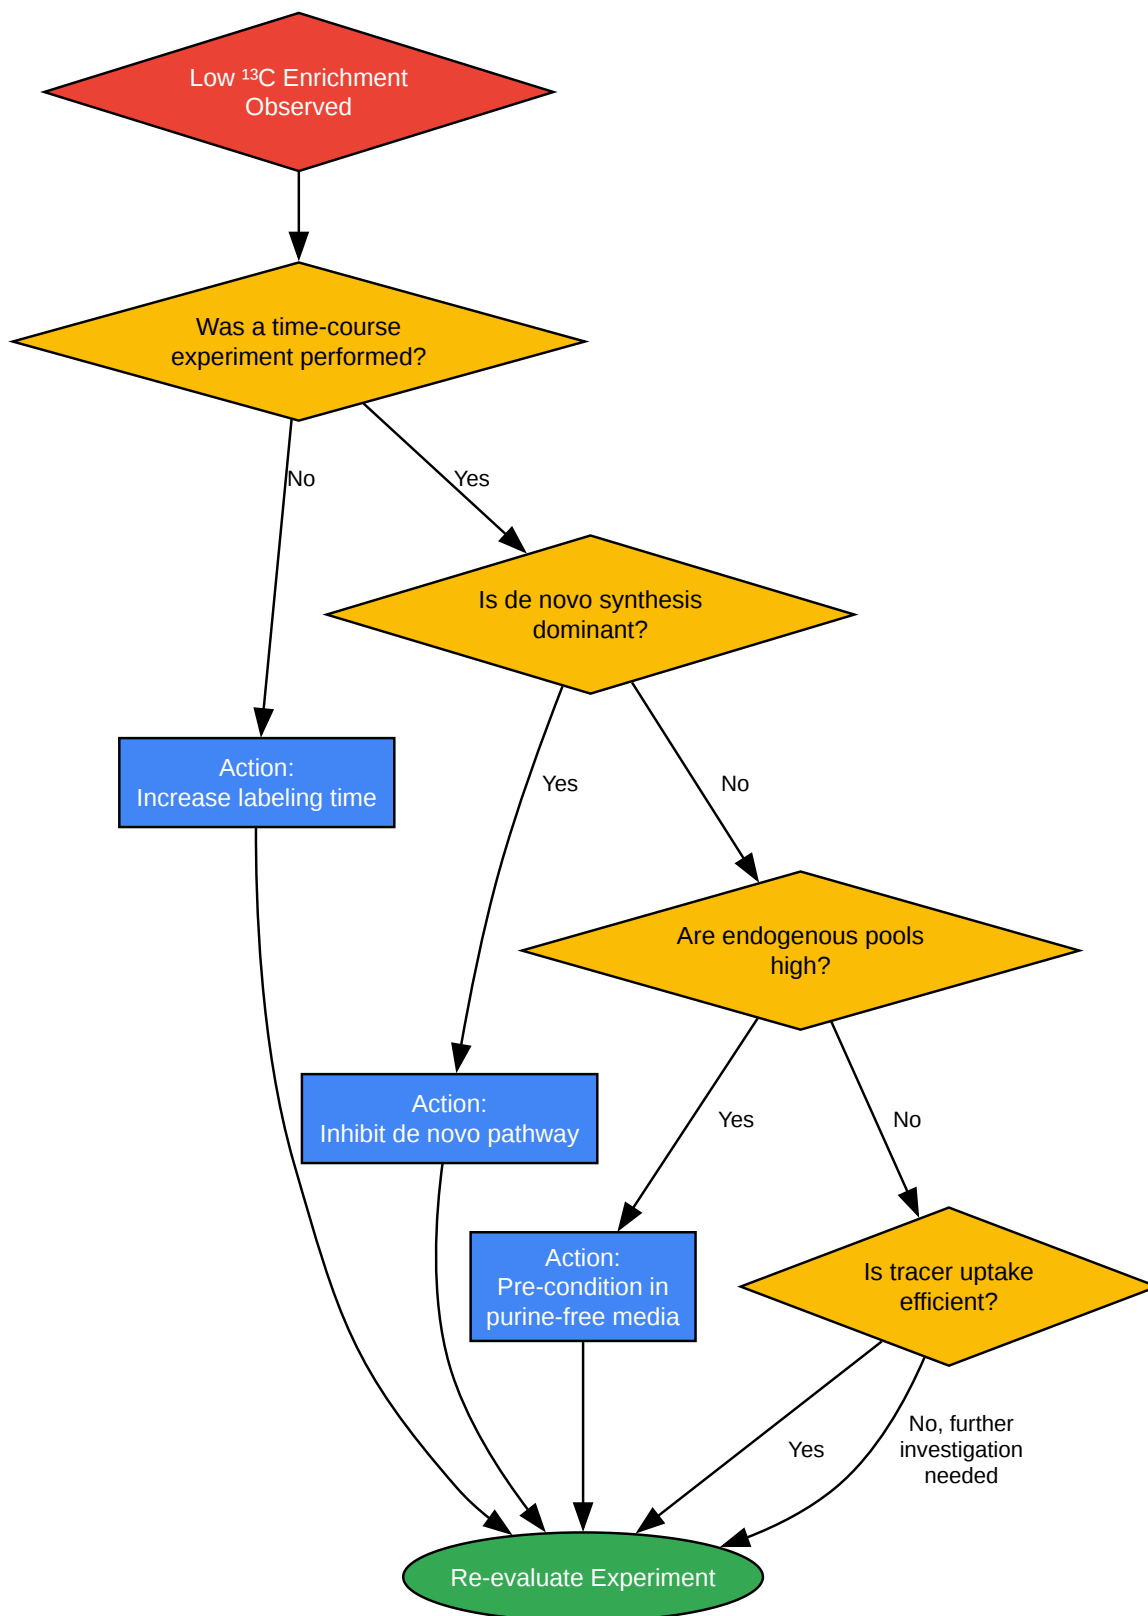 Low ¹³C Enrichment
Observed
Was a time-course
experiment performed?
No
Yes
Is de novo synthesis
dominant?
Action:
Increase labeling time
Yes
No
Are endogenous pools
high?
Action:
Inhibit de novo pathway
Yes
No
Action:
Pre-condition in
purine-free media
Is tracer uptake
efficient?
Yes
No, further
investigation
needed
Re-evaluate Experiment